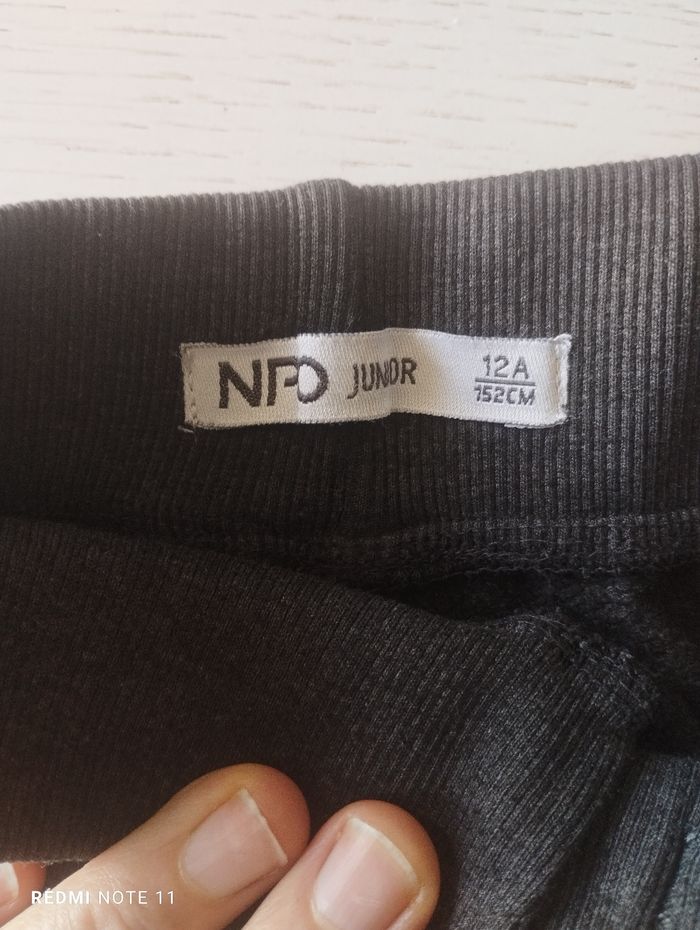 NPO JUNIOR
12A
152CM
REDMI NOTE 11